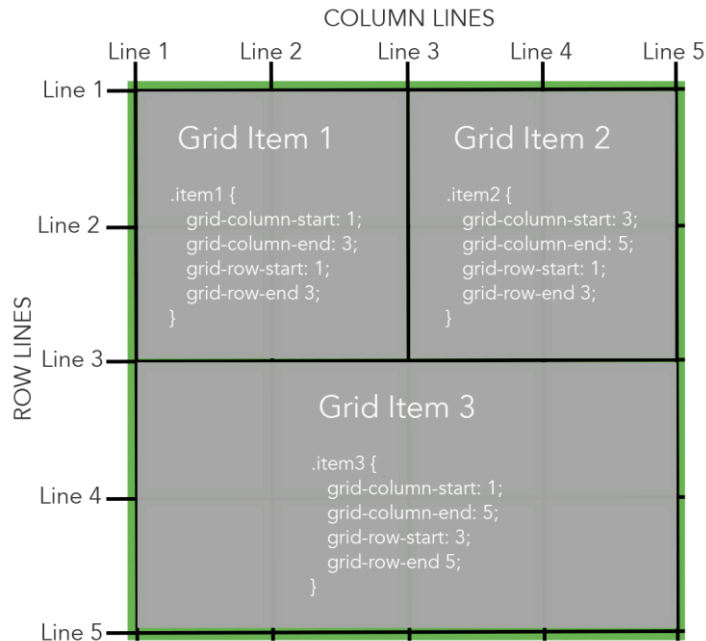 COLUMN LINES
Line 1 Line 2 Line 3 Line 4 Line 5
ROW LINES
Line 1
Line 2
Line 3
Line 4
Line 5
Grid Item 1
.item1 {
grid-column-start: 1;
grid-column-end: 3;
grid-row-start: 1;
grid-row-end 3;
}
Grid Item 2
.item2 {
grid-column-start: 3;
grid-column-end: 5;
grid-row-start: 1;
grid-row-end 3;
}
Grid Item 3
.item3 {
grid-column-start: 1;
grid-column-end: 5;
grid-row-start: 3;
grid-row-end 5;
}